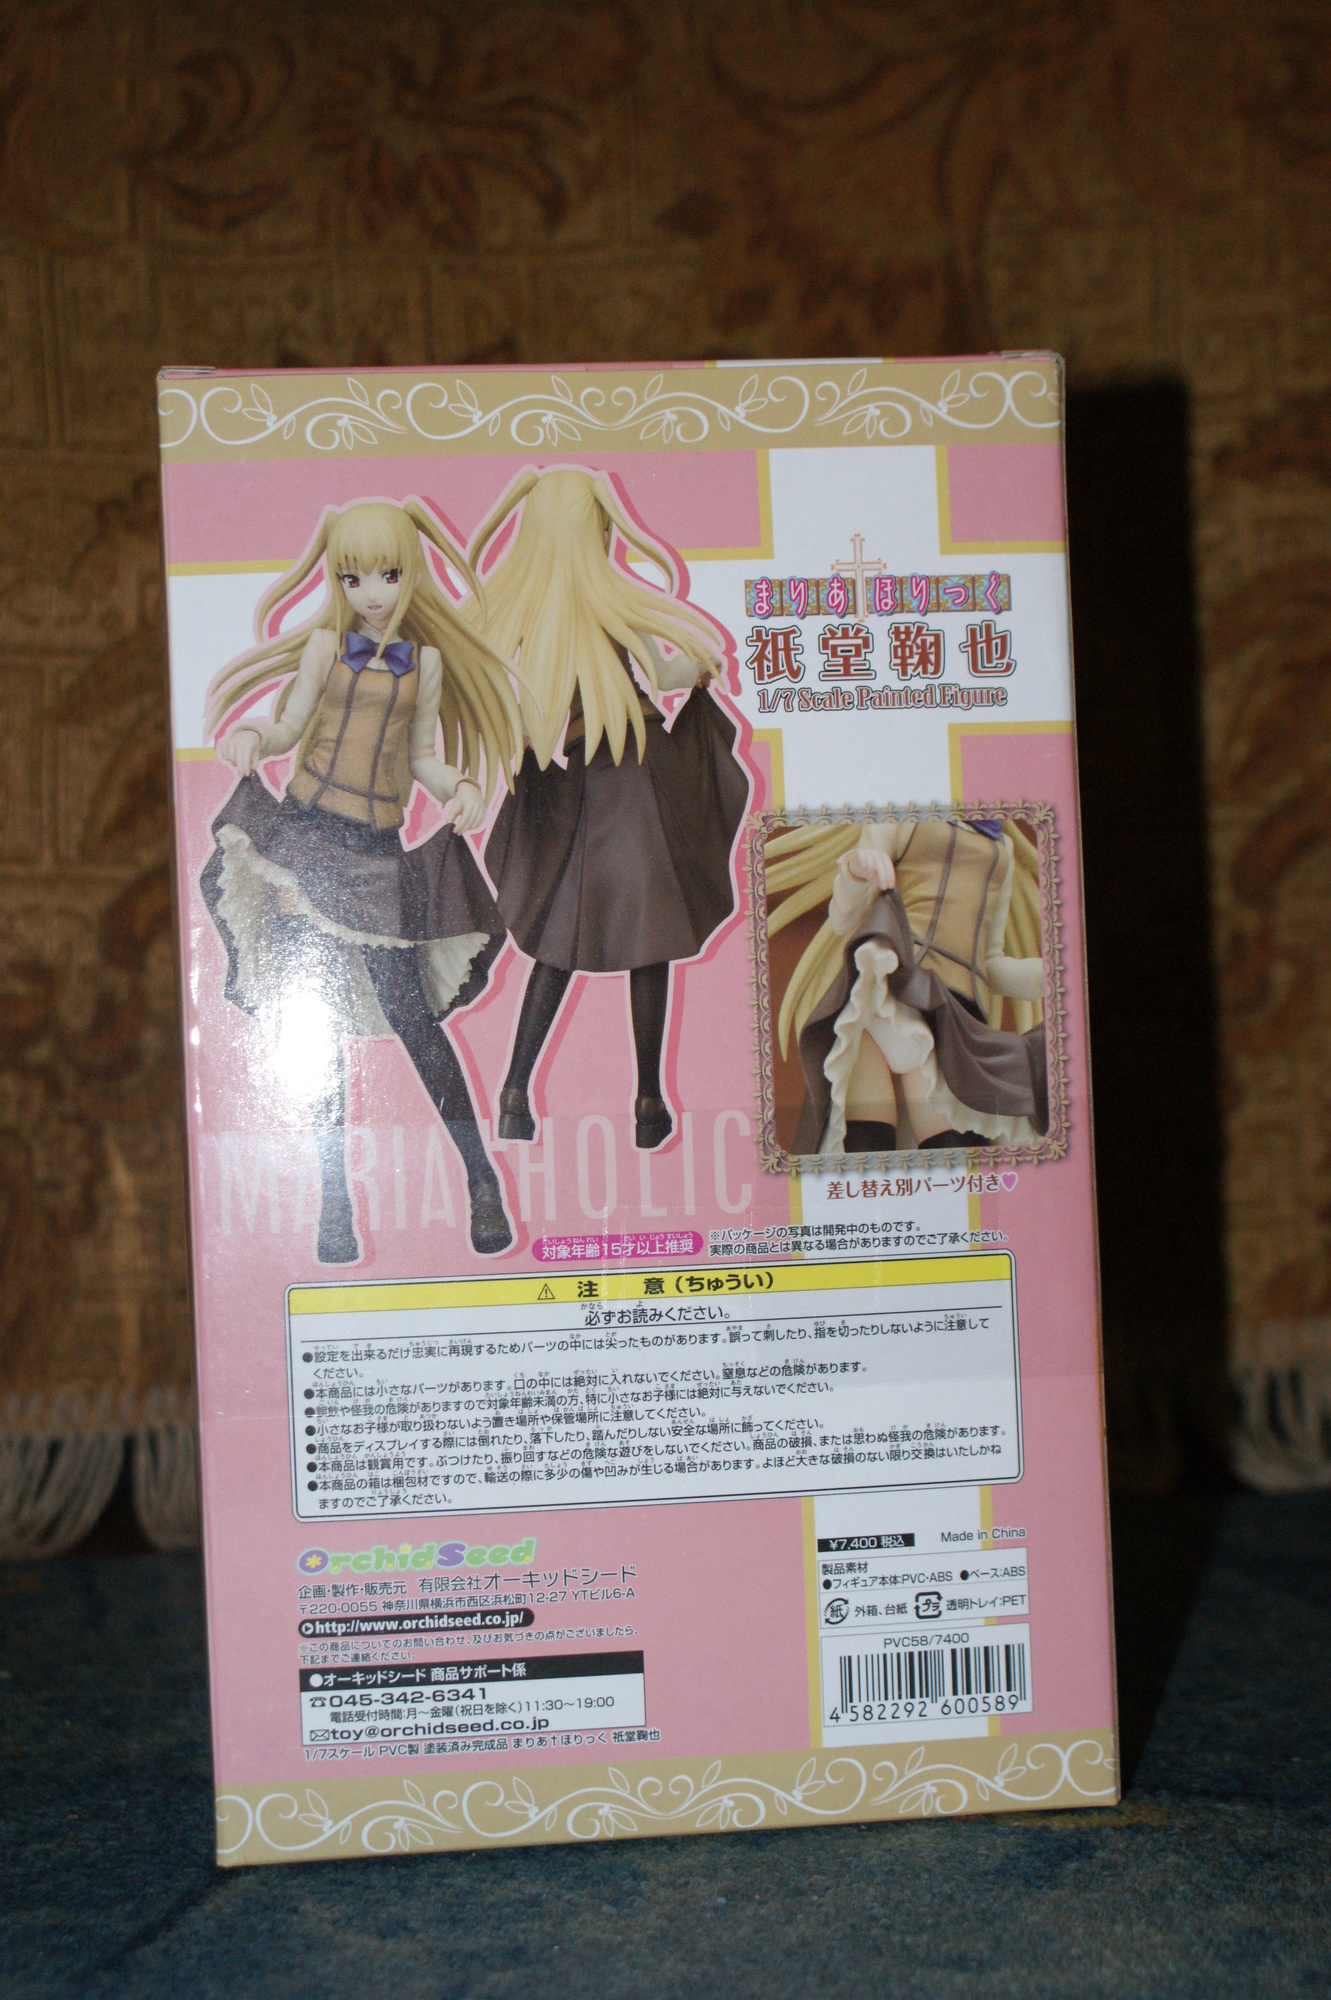 まりあ†ほりっく
祇堂鞠也
1/7 Scale Painted Figure
MARIA†HOLIC
差し替え別パーツ付き♥
対象年齢15才以上推奨
※パッケージの写真は開発中のものです。
実際の商品とは異なる場合がありますのでご了承ください。
⚠ 注 意（ちゅうい）
必ずお読みください。
●設定を出来るだけ忠実に再現するためパーツの中には尖ったものがあります。誤って刺したり、指を切ったりしないように注意して
ください。
●本商品には小さなパーツがあります。口の中には絶対に入れないでください。窒息などの危険があります。
●誤飲や怪我の危険がありますので対象年齢未満の方、特に小さなお子様には絶対に与えないでください。
●小さなお子様が取り扱わないよう置き場所や保管場所に注意してください。
●商品をディスプレイする際には倒れたり、落下したり、踏んだりしない安全な場所に飾ってください。
●本商品は観賞用です。ぶつけたり、振り回すなどの危険な遊びをしないでください。商品の破損、または思わぬ怪我の危険があります。
●本商品の箱は梱包材ですので、輸送の際に多少の傷や凹みが生じる場合があります。よほど大きな破損のない限り交換はいたしかね
ますのでご了承ください。
OrchidSeed
企画・製作・販売元 有限会社オーキッドシード
〒220-0055 神奈川県横浜市西区浜松町12-27 YTビル6-A
http://www.orchidseed.co.jp/
※この商品についてのお問い合わせ、及びお気づきの点がございましたら、
下記までご連絡ください。
●オーキッドシード 商品サポート係
☎045-342-6341
電話受付時間:月〜金曜(祝日を除く)11:30〜19:00
✉toy@orchidseed.co.jp
1/7スケール PVC製 塗装済み完成品 まりあ†ほりっく 祇堂鞠也
¥7,400 税込
Made in China
製品素材
●フィギュア本体:PVC・ABS ●ベース:ABS
紙 外箱、台紙 プラ 透明トレイ:PET
PVC58/7400
4 582292 600589